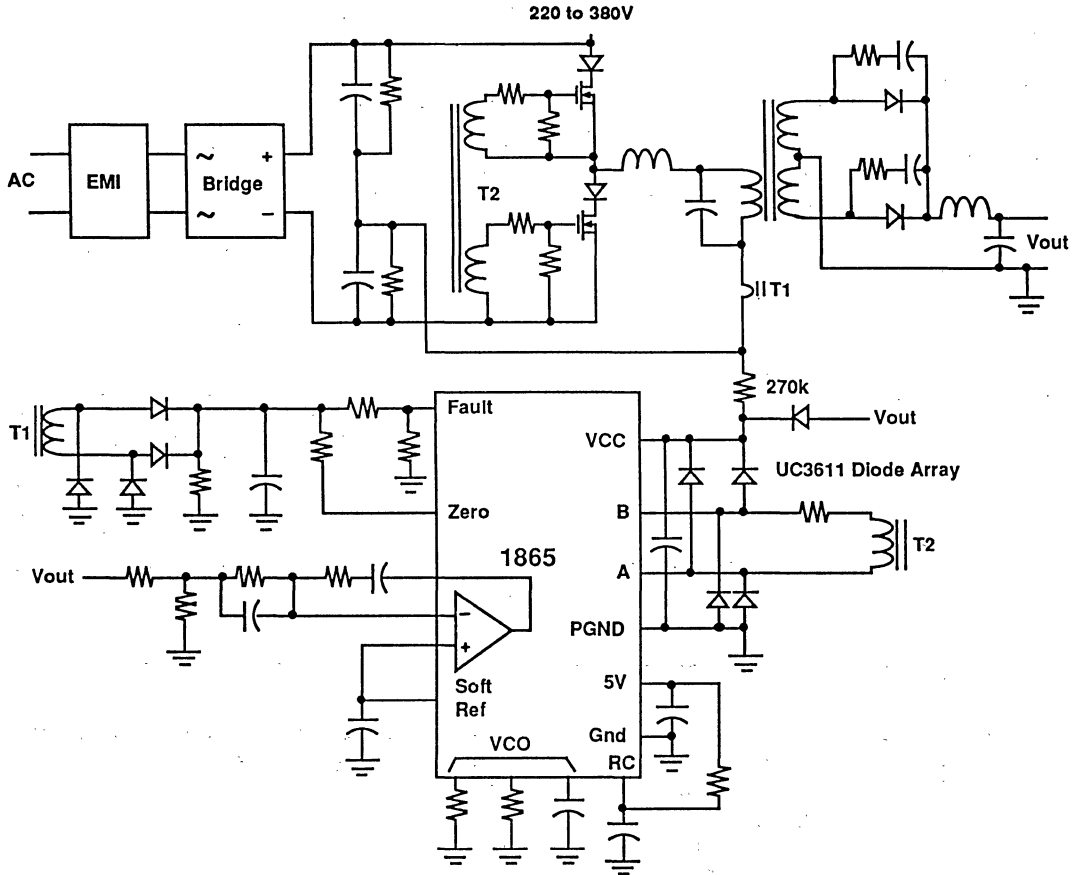 220 to 380V
AC
EMI
~ +
Bridge
~ −
T2
Vout
T1
270k
Vout
T1
Fault
VCC
UC3611 Diode Array
Zero
B
1865
T2
Vout
A
−
PGND
+
Soft
Ref
5V
Gnd
VCO
RC